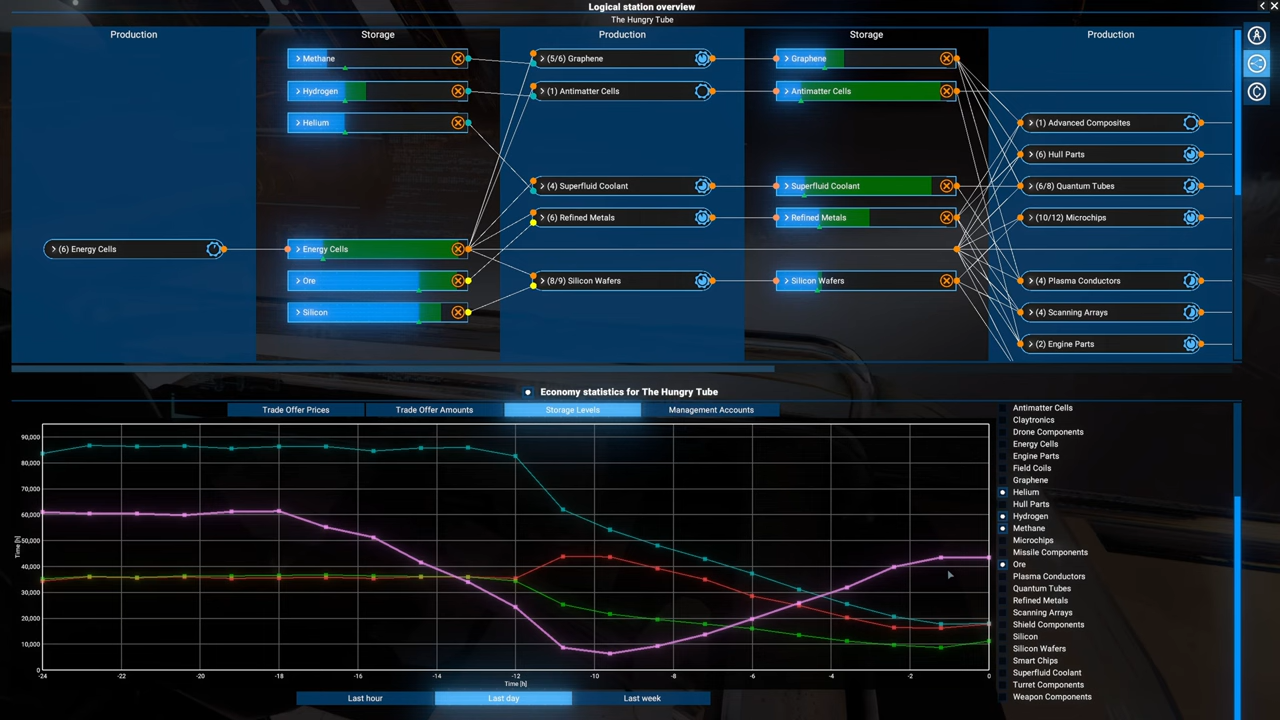 Logical station overview
The Hungry Tube
Production
Storage
Production
Storage
Production
Methane
(5/6) Graphene
Graphene
Hydrogen
(1) Antimatter Cells
Antimatter Cells
Helium
(1) Advanced Composites
(6) Hull Parts
(4) Superfluid Coolant
Superfluid Coolant
(6/8) Quantum Tubes
(6) Refined Metals
Refined Metals
(10/12) Microchips
(6) Energy Cells
Energy Cells
Ore
(8/9) Silicon Wafers
Silicon Wafers
(4) Plasma Conductors
Silicon
(4) Scanning Arrays
(2) Engine Parts
Economy statistics for The Hungry Tube
Trade Offer Prices
Trade Offer Amounts
Storage Levels
Management Accounts
90,000
80,000
70,000
60,000
50,000
40,000
30,000
20,000
10,000
0
Time [h]
-24
-22
-20
-18
-16
-14
-12
-10
-8
-6
-4
-2
0
Time [h]
Last hour
Last day
Last week
Antimatter Cells
Claytronics
Drone Components
Energy Cells
Engine Parts
Field Coils
Graphene
Helium
Hull Parts
Hydrogen
Methane
Microchips
Missile Components
Ore
Plasma Conductors
Quantum Tubes
Refined Metals
Scanning Arrays
Shield Components
Silicon
Silicon Wafers
Smart Chips
Superfluid Coolant
Turret Components
Weapon Components